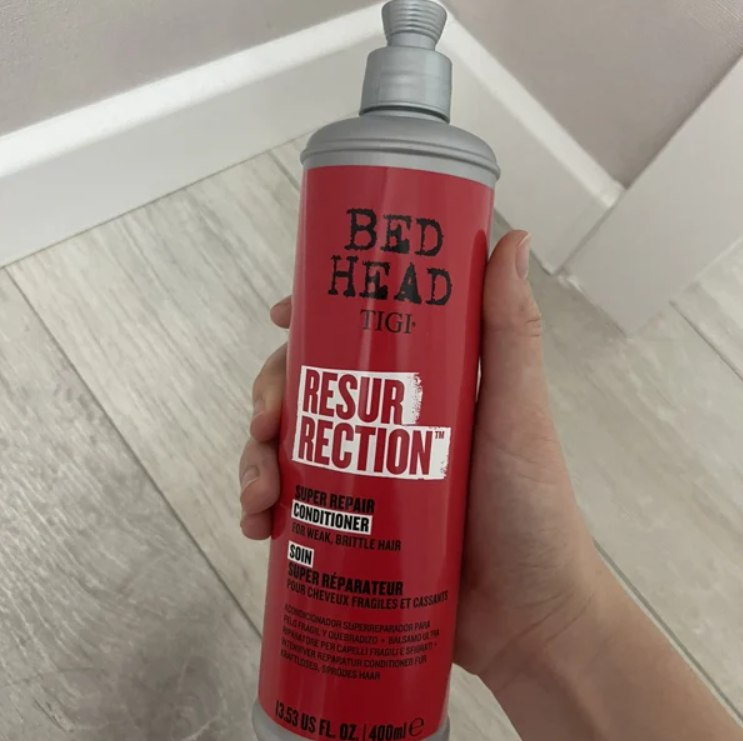 BED
HEAD
TIGI®
RESUR
RECTION™
SUPER REPAIR
CONDITIONER
FOR WEAK, BRITTLE HAIR
SOIN
SUPER RÉPARATEUR
POUR CHEVEUX FRAGILES ET CASSANTS
ACONDICIONADOR SUPERREPARADOR PARA
PELO FRAGIL Y QUEBRADIZO • BALSAMO ULTRA
RIPARATORE PER CAPELLI FRAGILI E SFIBRATI •
INTENSIVER REPARATUR CONDITIONER FÜR
KRAFTLOSES, SPRÖDES HAAR
13.53 US FL. OZ. | 400ml ℮